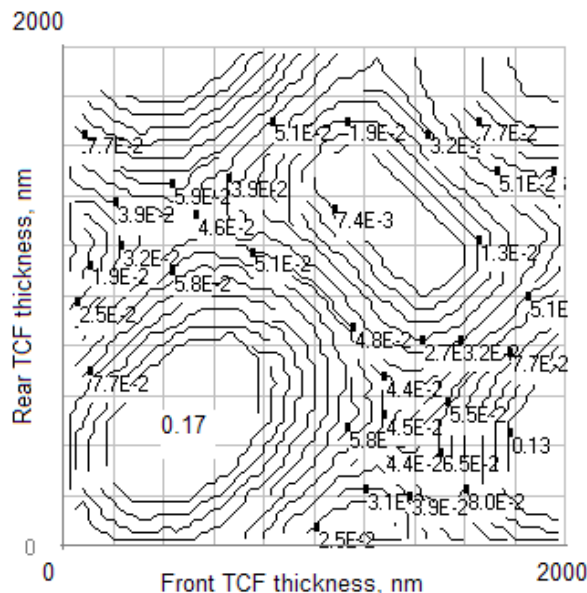 2000
5.1E-2
1.9E-2
3.2E-2
7.7E-2
7.7E-2
5.1E-2
5.9E-2
3.9E-2
3.9E-2
4.6E-2
7.4E-3
3.2E-2
5.1E-2
1.3E-2
1.9E-2
5.8E-2
2.5E-2
5.1E
4.8E-2
2.7E
3.2E-2
7.7E-2
7.7E-2
4.4E-2
5.5E-2
0.17
4.5E-2
5.8E
0.13
4.4E-2
6.5E-2
3.1E
3.9E-2
8.0E-2
2.5E-2
Rear TCF thickness, nm
0
0
2000
Front TCF thickness, nm